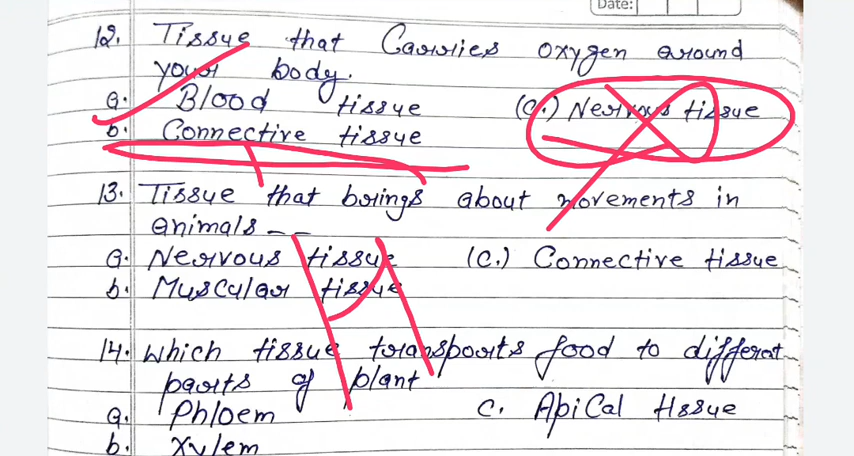 Date:
12. Tissue that Carries oxygen around
your body.
a. Blood tissue (c.) Nervous tissue
b. Connective tissue
13. Tissue that brings about movements in
animals --
a. Nervous tissue (c.) Connective tissue
b. Muscular tissue
14. which tissue transports food to different
parts of plant
a. Phloem c. Apical tissue
b. xylem